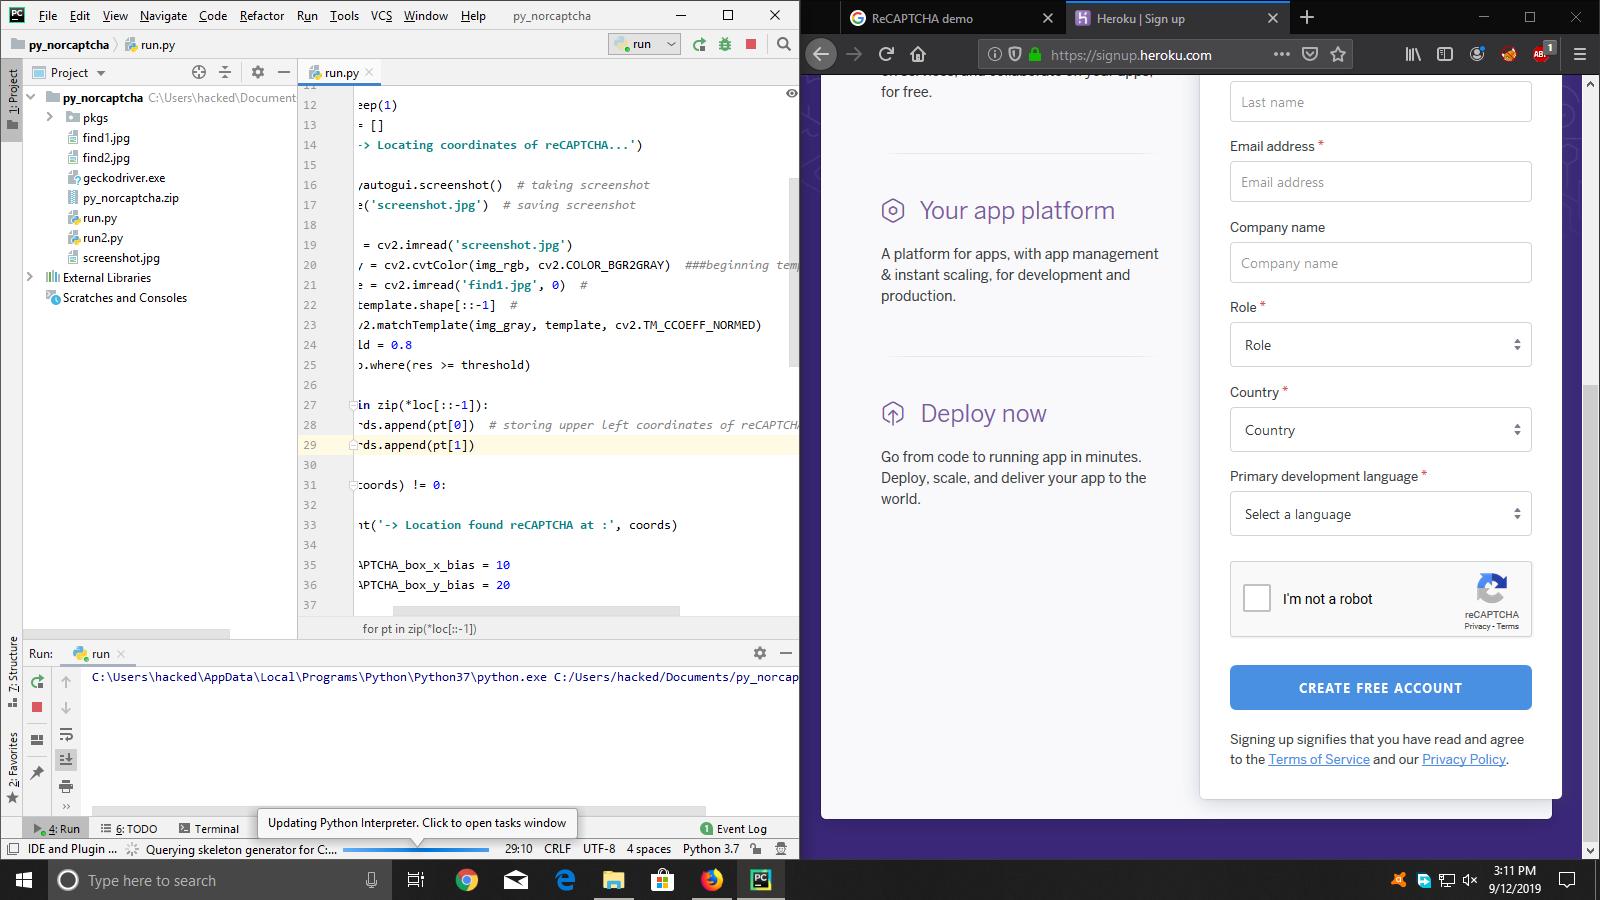 File Edit View Navigate Code Refactor Run Tools VCS Window Help py_norcaptcha
py_norcaptcha run.py run
Project run.py
1: Project
py_norcaptcha C:\Users\hacked\Document
pkgs
find1.jpg
find2.jpg
geckodriver.exe
py_norcaptcha.zip
run.py
run2.py
screenshot.jpg
External Libraries
Scratches and Consoles
11
12 eep(1)
13 = []
14 -> Locating coordinates of reCAPTCHA...')
15
16 yautogui.screenshot() # taking screenshot
17 e('screenshot.jpg') # saving screenshot
18
19 = cv2.imread('screenshot.jpg')
20 y = cv2.cvtColor(img_rgb, cv2.COLOR_BGR2GRAY) ###beginning temp
21 e = cv2.imread('find1.jpg', 0) #
22 template.shape[::-1] #
23 v2.matchTemplate(img_gray, template, cv2.TM_CCOEFF_NORMED)
24 ld = 0.8
25 p.where(res >= threshold)
26
27 in zip(*loc[::-1]):
28 rds.append(pt[0]) # storing upper left coordinates of reCAPTCHA
29 rds.append(pt[1])
30
31 coords) != 0:
32
33 nt('-> Location found reCAPTCHA at :', coords)
34
35 APTCHA_box_x_bias = 10
36 APTCHA_box_y_bias = 20
37
for pt in zip(*loc[::-1])
7: Structure
2: Favorites
Run: run
C:\Users\hacked\AppData\Local\Programs\Python\Python37\python.exe C:/Users/hacked/Documents/py_norcap
Updating Python Interpreter. Click to open tasks window
4: Run 6: TODO Terminal 1 Event Log
IDE and Plugin ... Querying skeleton generator for C:... 29:10 CRLF UTF-8 4 spaces Python 3.7
ReCAPTCHA demo Heroku | Sign up
https://signup.heroku.com ABP 1
for free.
Your app platform
A platform for apps, with app management
& instant scaling, for development and
production.
Deploy now
Go from code to running app in minutes.
Deploy, scale, and deliver your app to the
world.
Last name
Email address *
Email address
Company name
Company name
Role *
Role
Country *
Country
Primary development language *
Select a language
I'm not a robot
reCAPTCHA
Privacy - Terms
CREATE FREE ACCOUNT
Signing up signifies that you have read and agree
to the Terms of Service and our Privacy Policy.
Type here to search
3:11 PM
9/12/2019